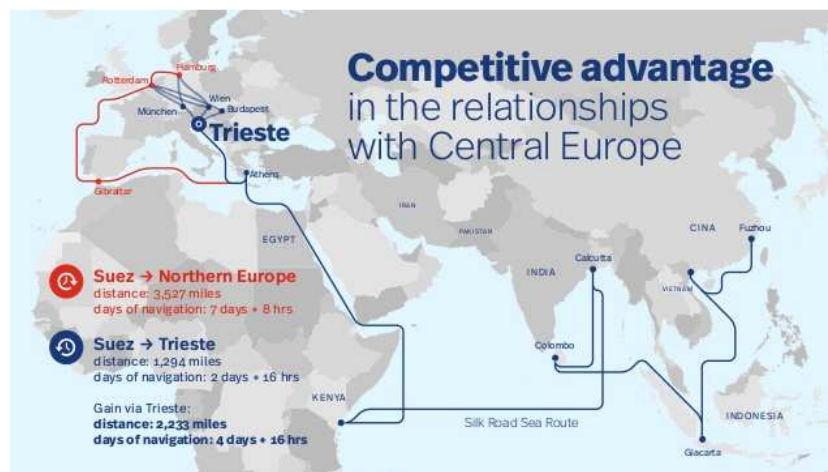 Competitive advantage
in the relationships
with Central Europe
Hamburg
Rotterdam
Wien
München
Budapest
Trieste
Athens
Gibraltar
IRAN
PAKISTAN
EGYPT
CINA
Fuzhou
Calcutta
INDIA
VIETNAM
Colombo
KENYA
Silk Road Sea Route
INDONESIA
Giacarta
Suez → Northern Europe
distance: 3,527 miles
days of navigation: 7 days + 8 hrs
Suez → Trieste
distance: 1,294 miles
days of navigation: 2 days + 16 hrs
Gain via Trieste:
distance: 2,233 miles
days of navigation: 4 days + 16 hrs